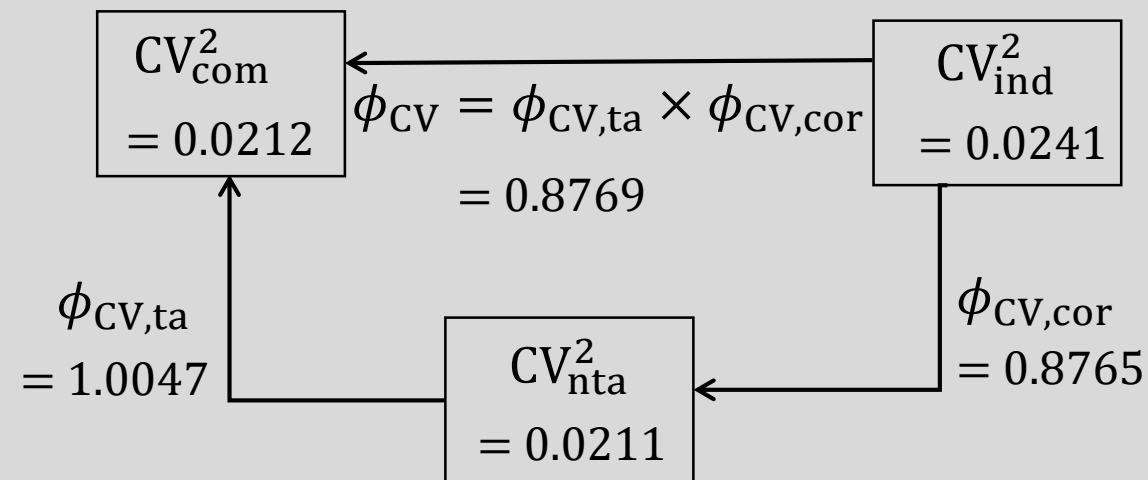 CV²com
= 0.0212
ϕCV = ϕCV,ta × ϕCV,cor
= 0.8769
CV²ind
= 0.0241
ϕCV,ta
= 1.0047
CV²nta
= 0.0211
ϕCV,cor
= 0.8765